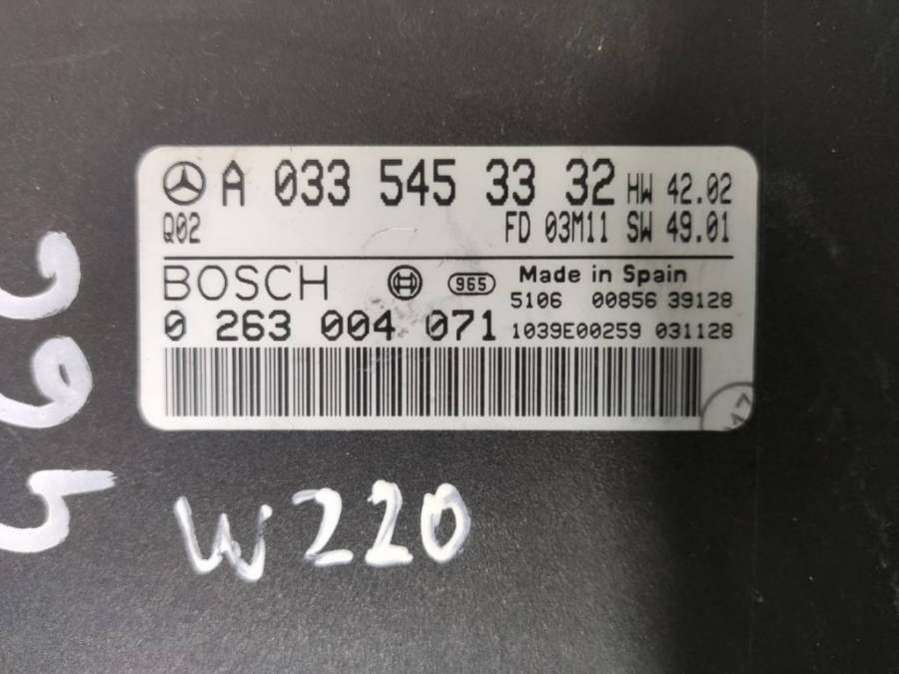 A 033 545 33 32 HW 42.02
Q02 FD 03M11 SW 49.01
BOSCH 965 Made in Spain
5106 00856 39128
0 263 004 071 1039E00259 031128
W220